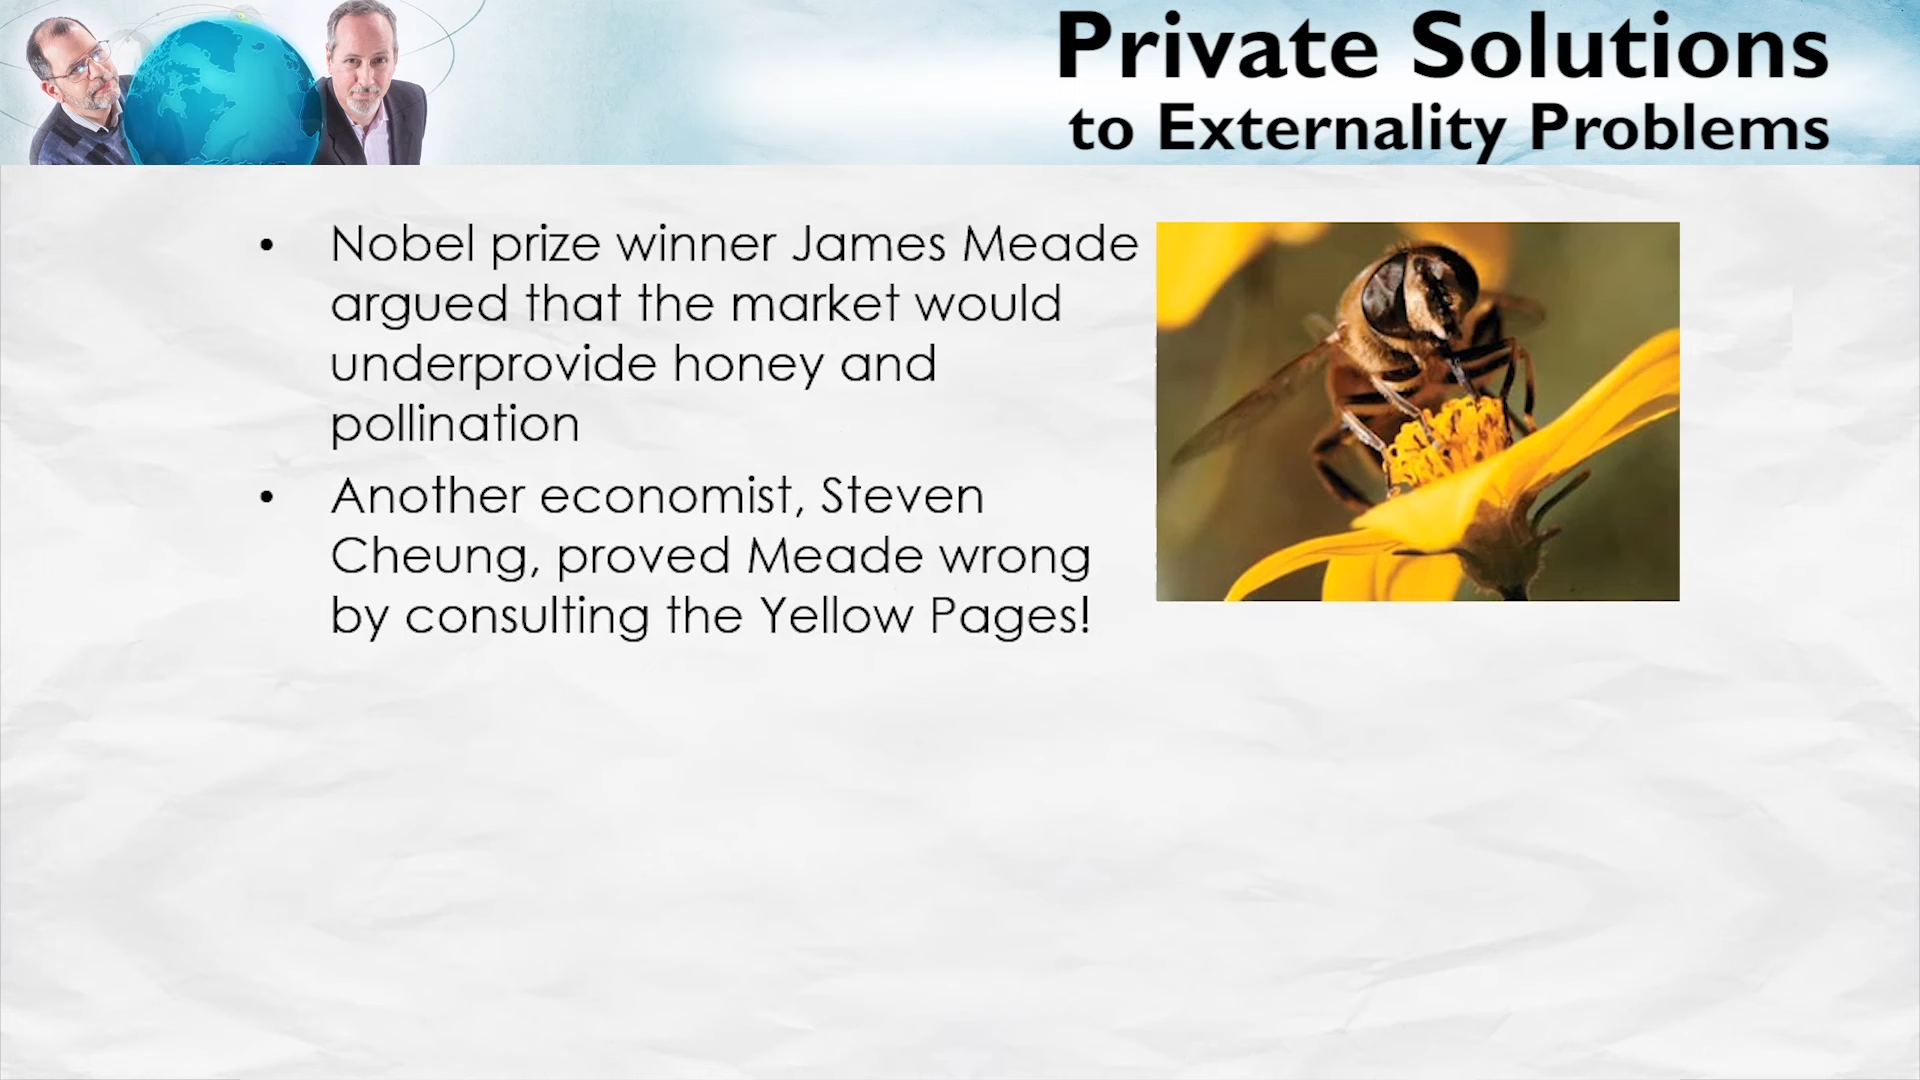 Private Solutions
to Externality Problems
• Nobel prize winner James Meade
argued that the market would
underprovide honey and
pollination
• Another economist, Steven
Cheung, proved Meade wrong
by consulting the Yellow Pages!